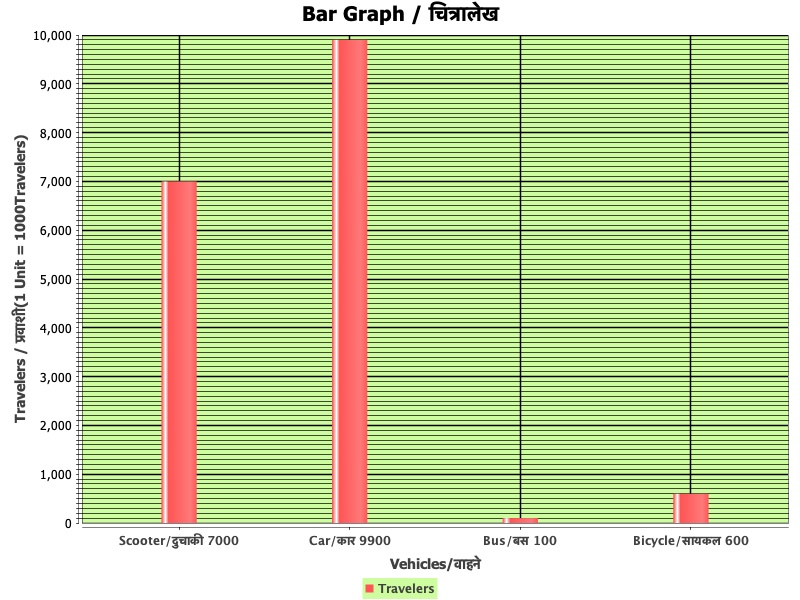 Bar Graph / चित्रालेख
10,000
9,000
8,000
7,000
6,000
5,000
4,000
3,000
2,000
1,000
0
Travelers / प्रवाशी(1 Unit = 1000Travelers)
Scooter/दुचाकी 7000 Car/कार 9900 Bus/बस 100 Bicycle/सायकल 600
Vehicles/वाहने
Travelers